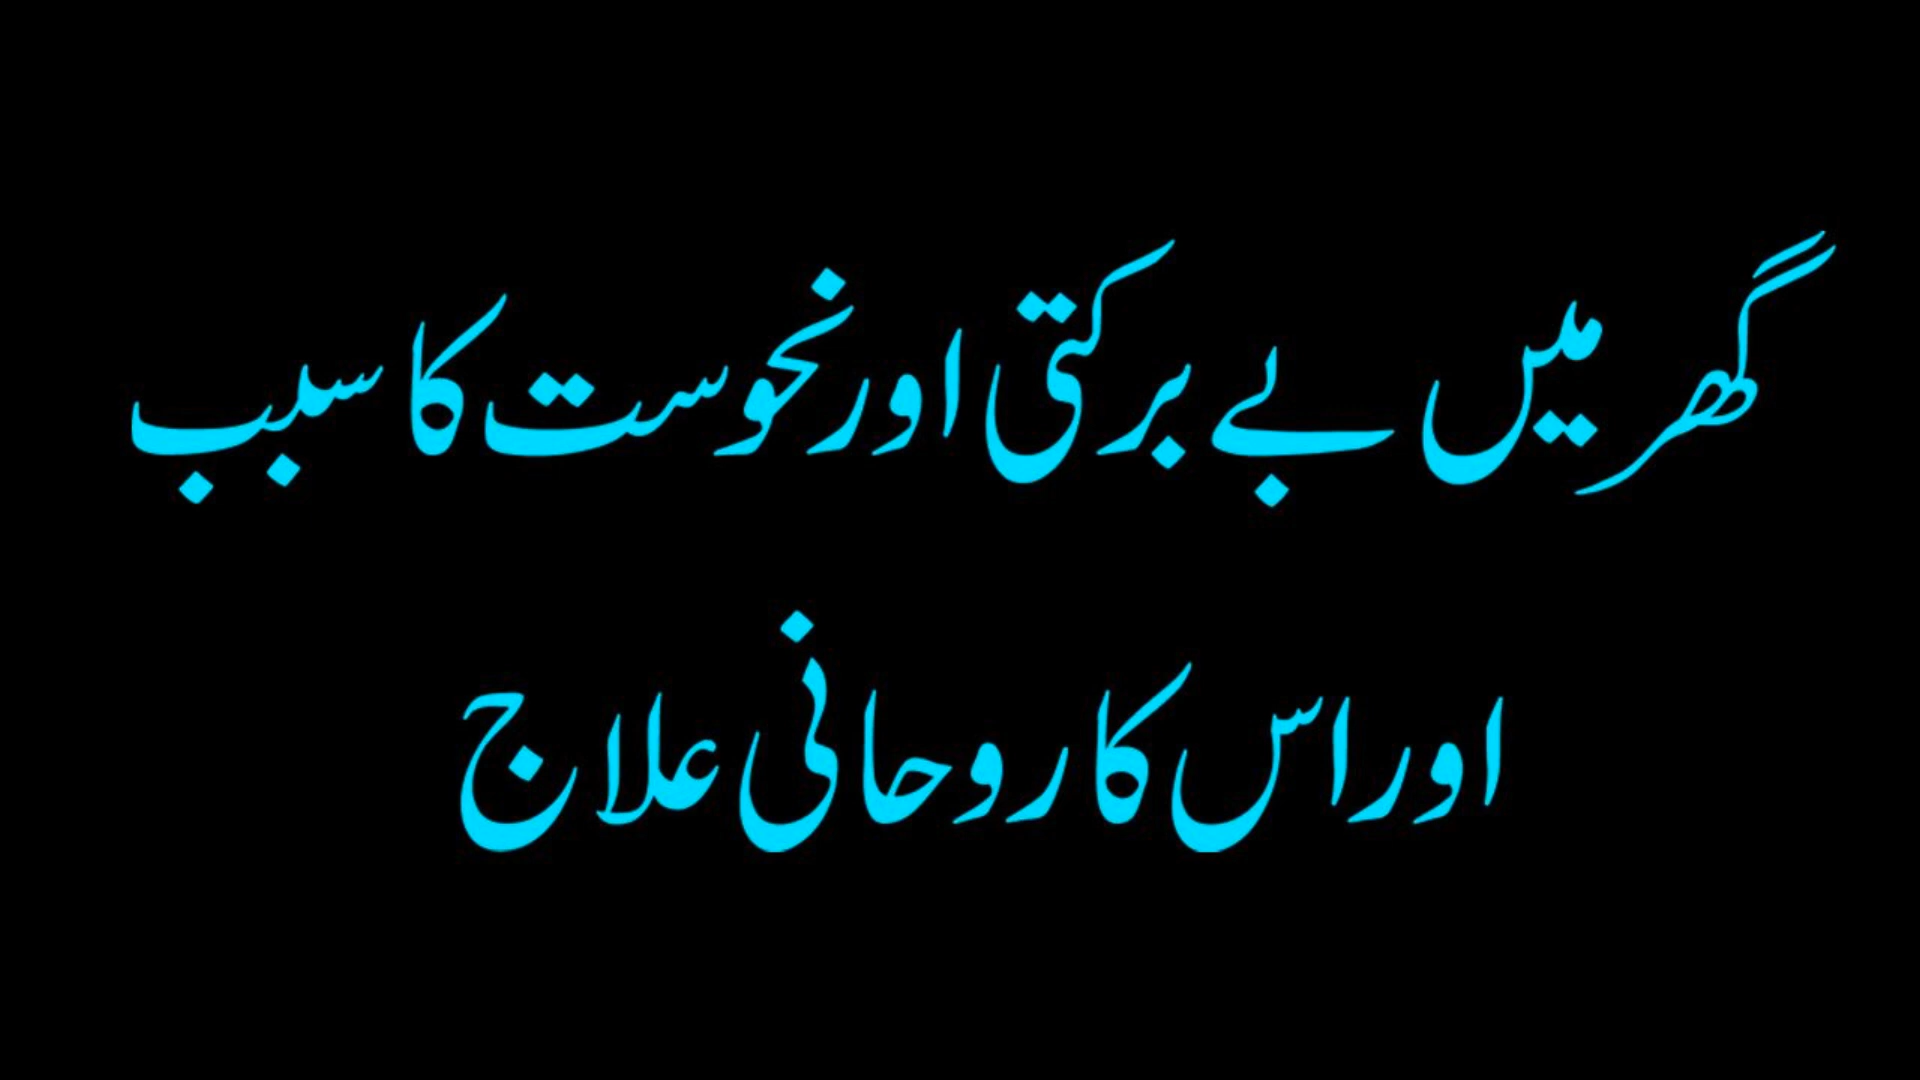 گھر میں بے برکتی اور نحوست کا سبب
اور اس کا روحانی علاج